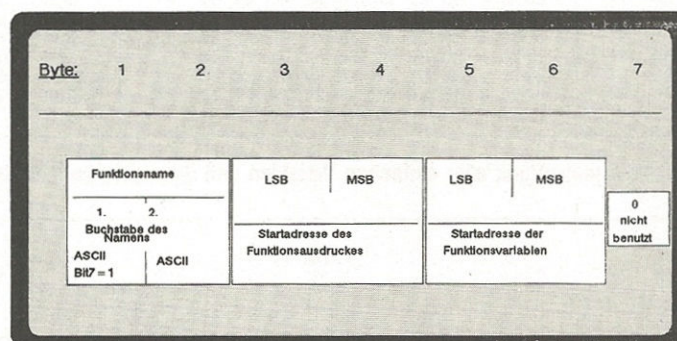 Byte: 1 2 3 4 5 6 7
Funktionsname
LSB MSB LSB MSB
0
nicht
benutzt
1. 2.
Buchstabe des
Namens
Startadresse des
Funktionsausdruckes
Startadresse der
Funktionsvariablen
ASCII
Bit7 = 1
ASCII